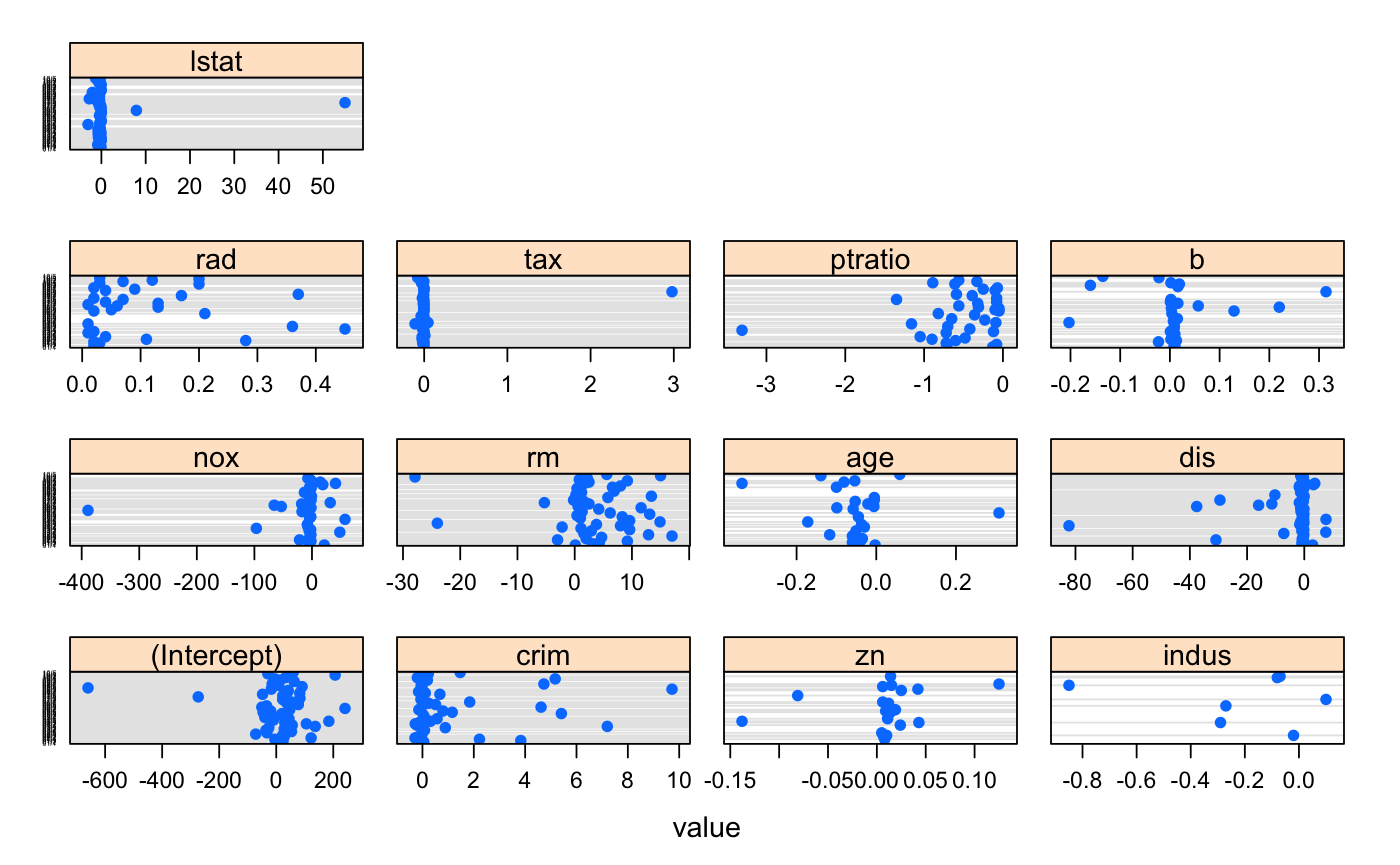 lstat
0 10 20 30 40 50
rad tax ptratio b
0.0 0.1 0.2 0.3 0.4 0 1 2 3 -3 -2 -1 0 -0.2 -0.1 0.0 0.1 0.2 0.3
nox rm age dis
-400 -300 -200 -100 0 -30 -20 -10 0 10 -0.2 0.0 0.2 -80 -60 -40 -20 0
(Intercept) crim zn indus
-600 -400 -200 0 200 0 2 4 6 8 10 -0.15 -0.05 0.00 0.05 0.10 -0.8 -0.6 -0.4 -0.2 0.0
value